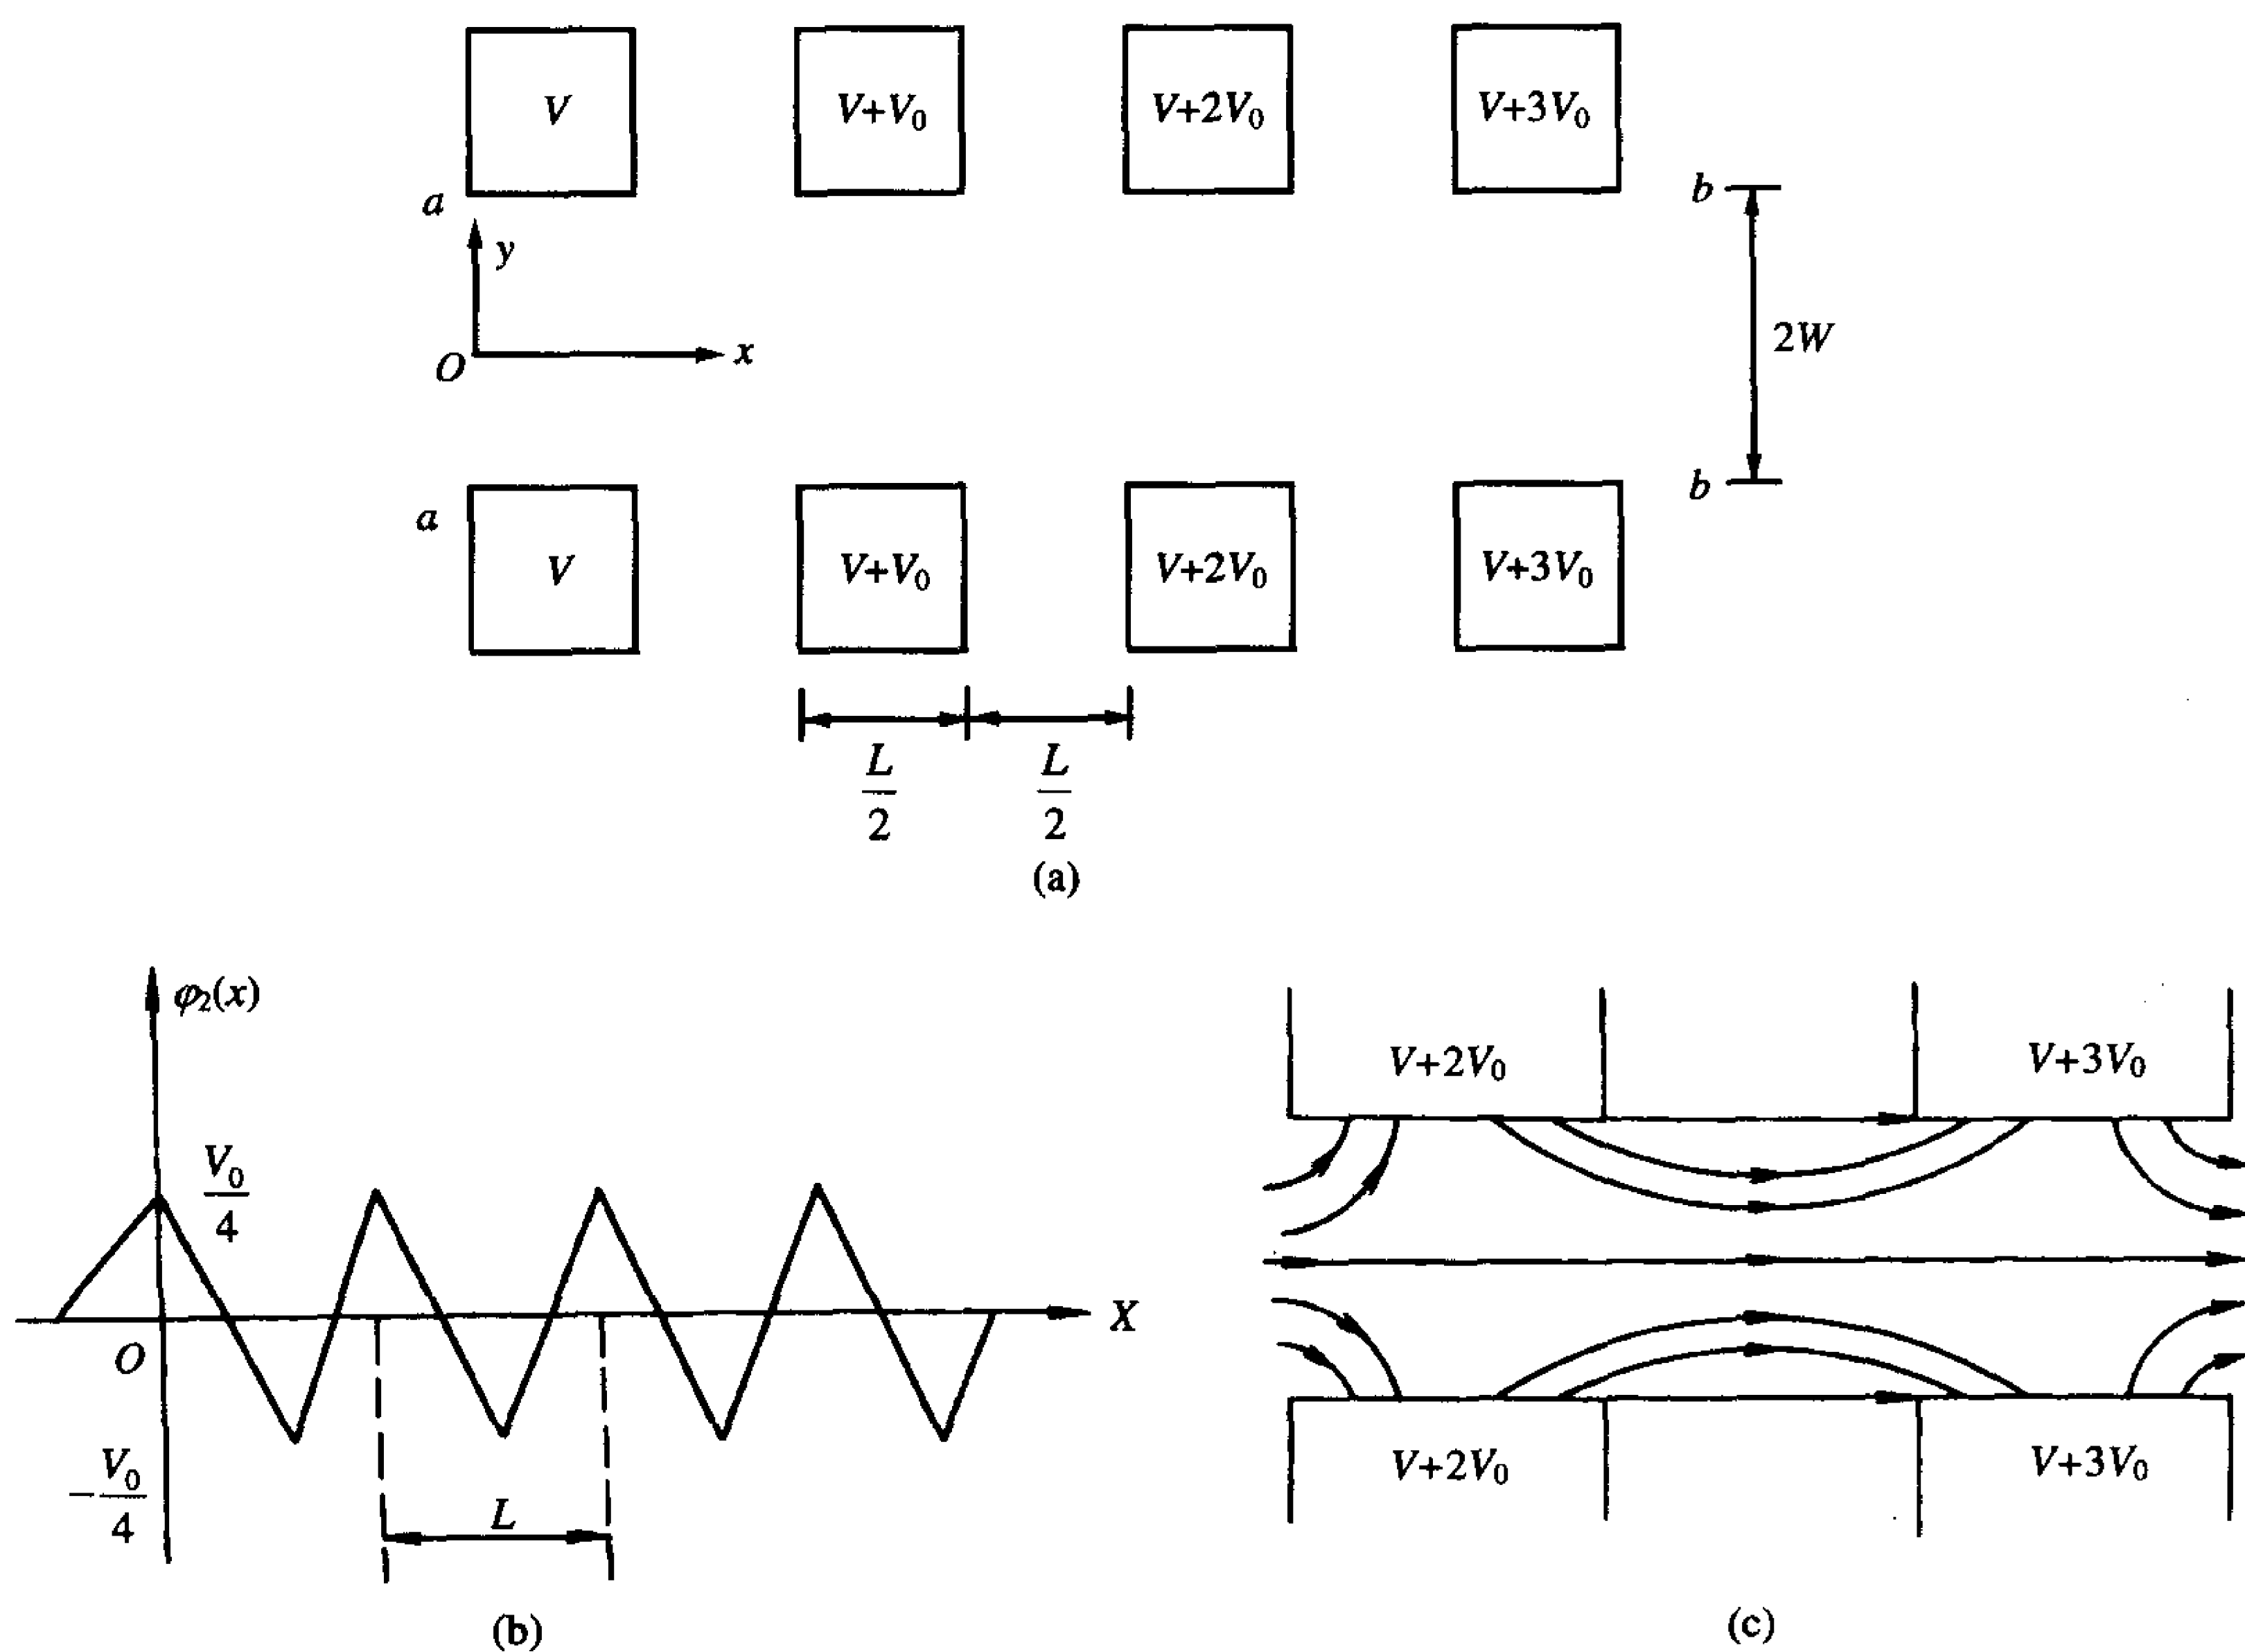 V V+V₀ V+2V₀ V+3V₀
a b
y
2W
O x
a b
V V+V₀ V+2V₀ V+3V₀
L/2 L/2
(a)
φ₂(x)
V₀/4
O X
-V₀/4
L
(b)
V+2V₀ V+3V₀
V+2V₀ V+3V₀
(c)